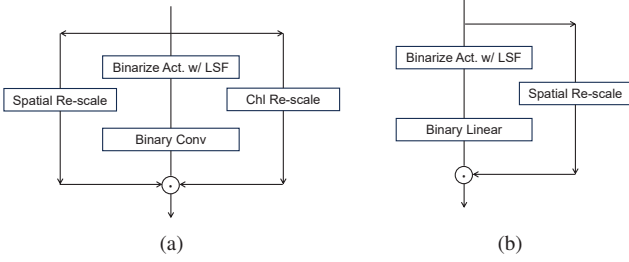 Binarize Act. w/ LSF
Spatial Re-scale
Chl Re-scale
Binary Conv
(a)
Binarize Act. w/ LSF
Spatial Re-scale
Binary Linear
(b)